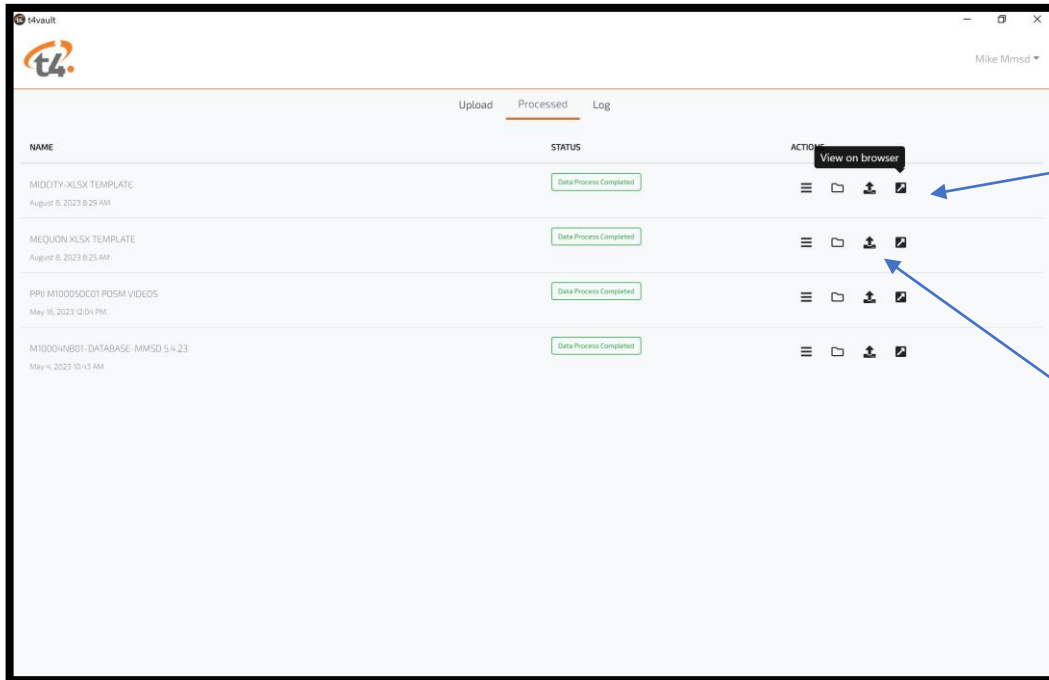 t4vault
t4.
Mike Mmsd
Upload Processed Log
NAME STATUS ACTIONS
View on browser
MIDCITY-XLSX TEMPLATE Data Process Completed
August 8, 2023 8:29 AM
MEQUON XLSX TEMPLATE Data Process Completed
August 8, 2023 8:25 AM
PPII M10005DC01 POSM VIDEOS Data Process Completed
May 16, 2023 12:04 PM
M10004NB01-DATABASE-MMSD 5.4.23 Data Process Completed
May 4, 2023 10:43 AM